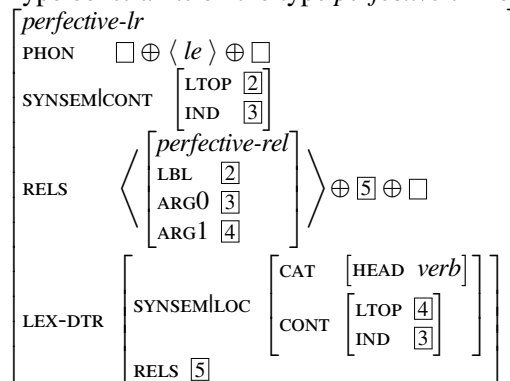 perfective-lr
PHON □ ⊕ ⟨ le ⟩ ⊕ □
SYNSEM|CONT [LTOP 2
IND 3]
RELS ⟨[perfective-rel
LBL 2
ARG0 3
ARG1 4]⟩ ⊕ 5 ⊕ □
LEX-DTR [SYNSEM|LOC [CAT [HEAD verb]
CONT [LTOP 4
IND 3]]
RELS 5]